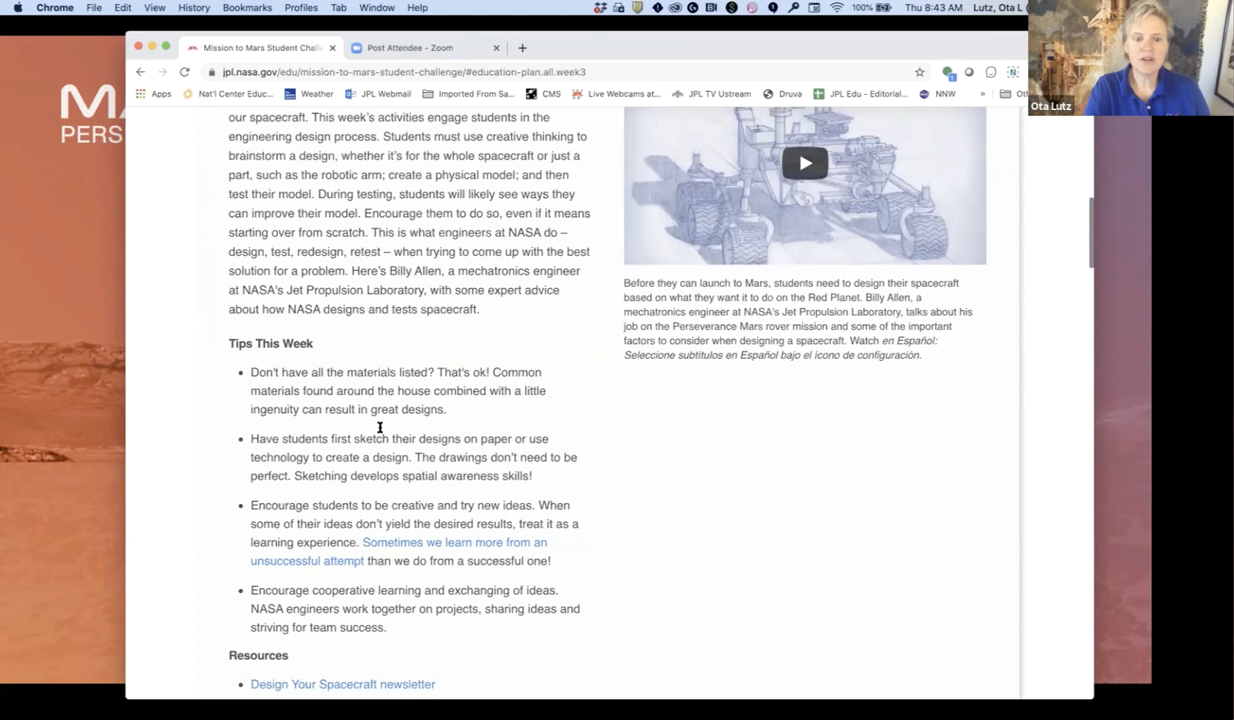 Chrome File Edit View History Bookmarks Profiles Tab Window Help
100% Thu 8:43 AM Lutz, Ota L
Mission to Mars Student Chall
Post Attendee - Zoom
jpl.nasa.gov/edu/mission-to-mars-student-challenge/#education-plan.all.week3
Apps Nat'l Center Educ... Weather JPL Webmail Imported From Sa... CMS Live Webcams at... JPL TV Ustream Druva JPL Edu - Editorial... NNW »
Ota Lutz
PERS
our spacecraft. This week's activities engage students in the
engineering design process. Students must use creative thinking to
brainstorm a design, whether it's for the whole spacecraft or just a
part, such as the robotic arm; create a physical model; and then
test their model. During testing, students will likely see ways they
can improve their model. Encourage them to do so, even if it means
starting over from scratch. This is what engineers at NASA do –
design, test, redesign, retest – when trying to come up with the best
solution for a problem. Here's Billy Allen, a mechatronics engineer
at NASA's Jet Propulsion Laboratory, with some expert advice
about how NASA designs and tests spacecraft.
Before they can launch to Mars, students need to design their spacecraft
based on what they want it to do on the Red Planet. Billy Allen, a
mechatronics engineer at NASA's Jet Propulsion Laboratory, talks about his
job on the Perseverance Mars rover mission and some of the important
factors to consider when designing a spacecraft. Watch en Español:
Seleccione subtítulos en Español bajo el ícono de configuración.
Tips This Week
• Don't have all the materials listed? That's ok! Common
materials found around the house combined with a little
ingenuity can result in great designs.
• Have students first sketch their designs on paper or use
technology to create a design. The drawings don't need to be
perfect. Sketching develops spatial awareness skills!
• Encourage students to be creative and try new ideas. When
some of their ideas don't yield the desired results, treat it as a
learning experience. Sometimes we learn more from an
unsuccessful attempt than we do from a successful one!
• Encourage cooperative learning and exchanging of ideas.
NASA engineers work together on projects, sharing ideas and
striving for team success.
Resources
• Design Your Spacecraft newsletter